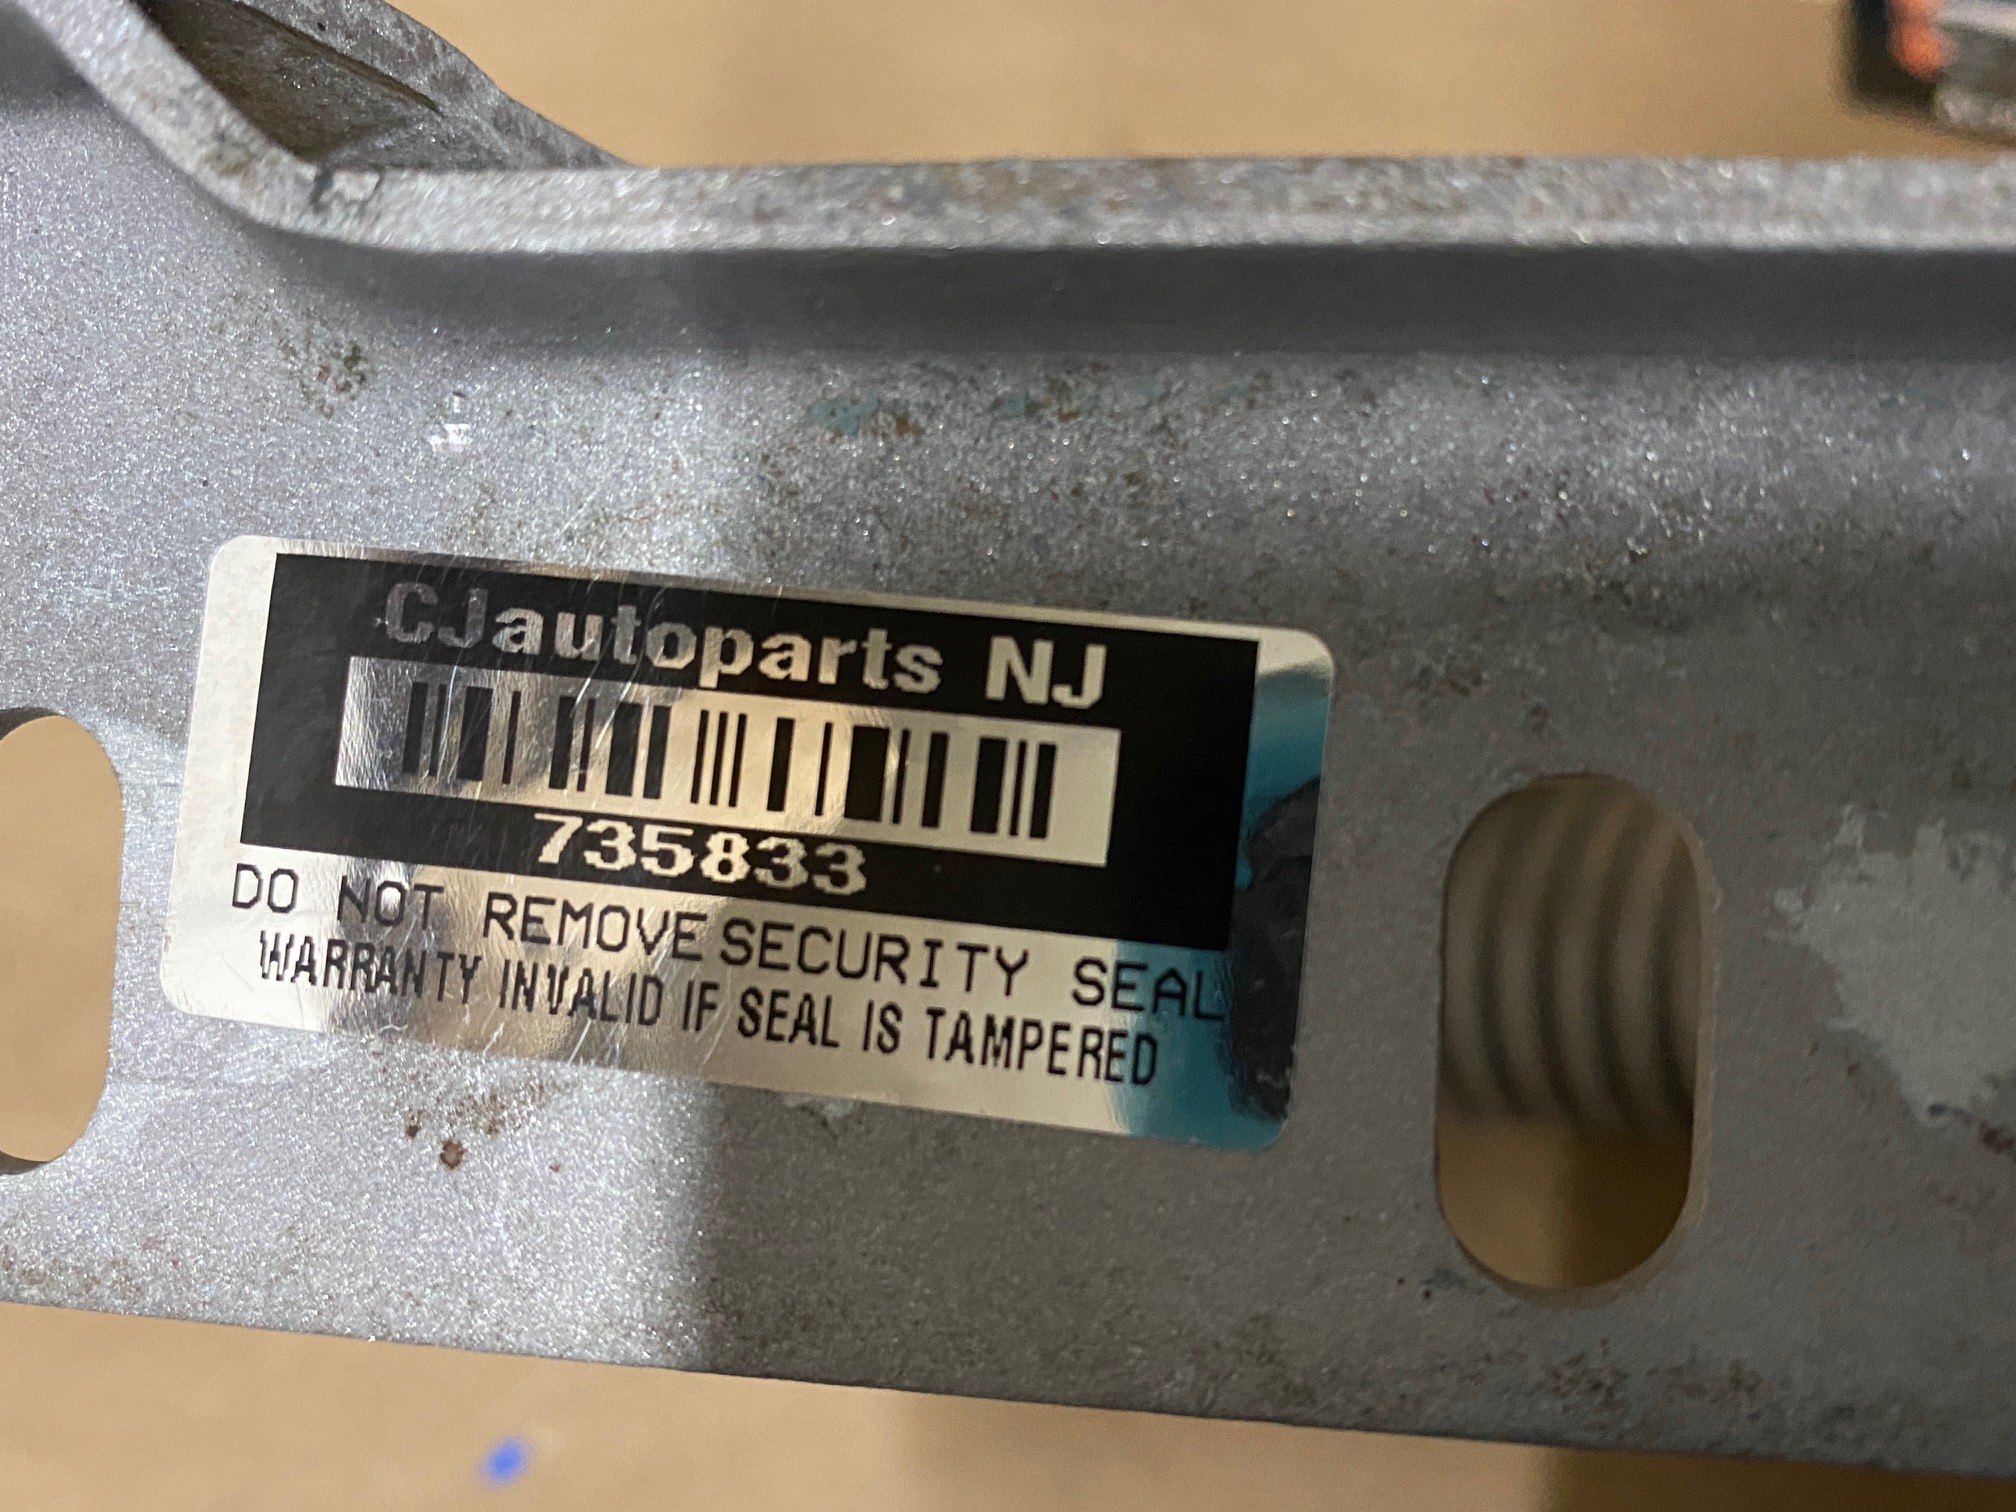 CJautoparts NJ
735833
DO NOT REMOVE SECURITY SEAL
WARRANTY INVALID IF SEAL IS TAMPERED